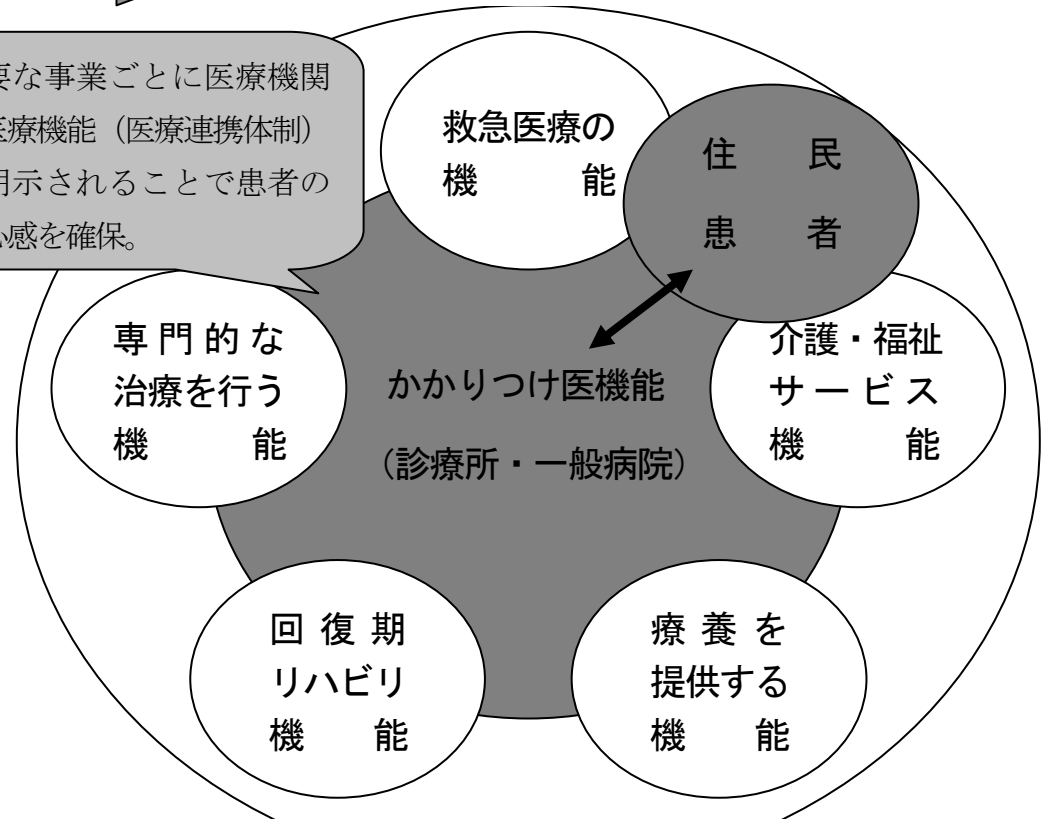 要な事業ごとに医療機関
医療機能（医療連携体制）
明示されることで患者の
心感を確保。
救急医療の
機能
住民
患者
専門的な
治療を行う
機能
かかりつけ医機能
（診療所・一般病院）
介護・福祉
サービス
機能
回復期
リハビリ
機能
療養を
提供する
機能